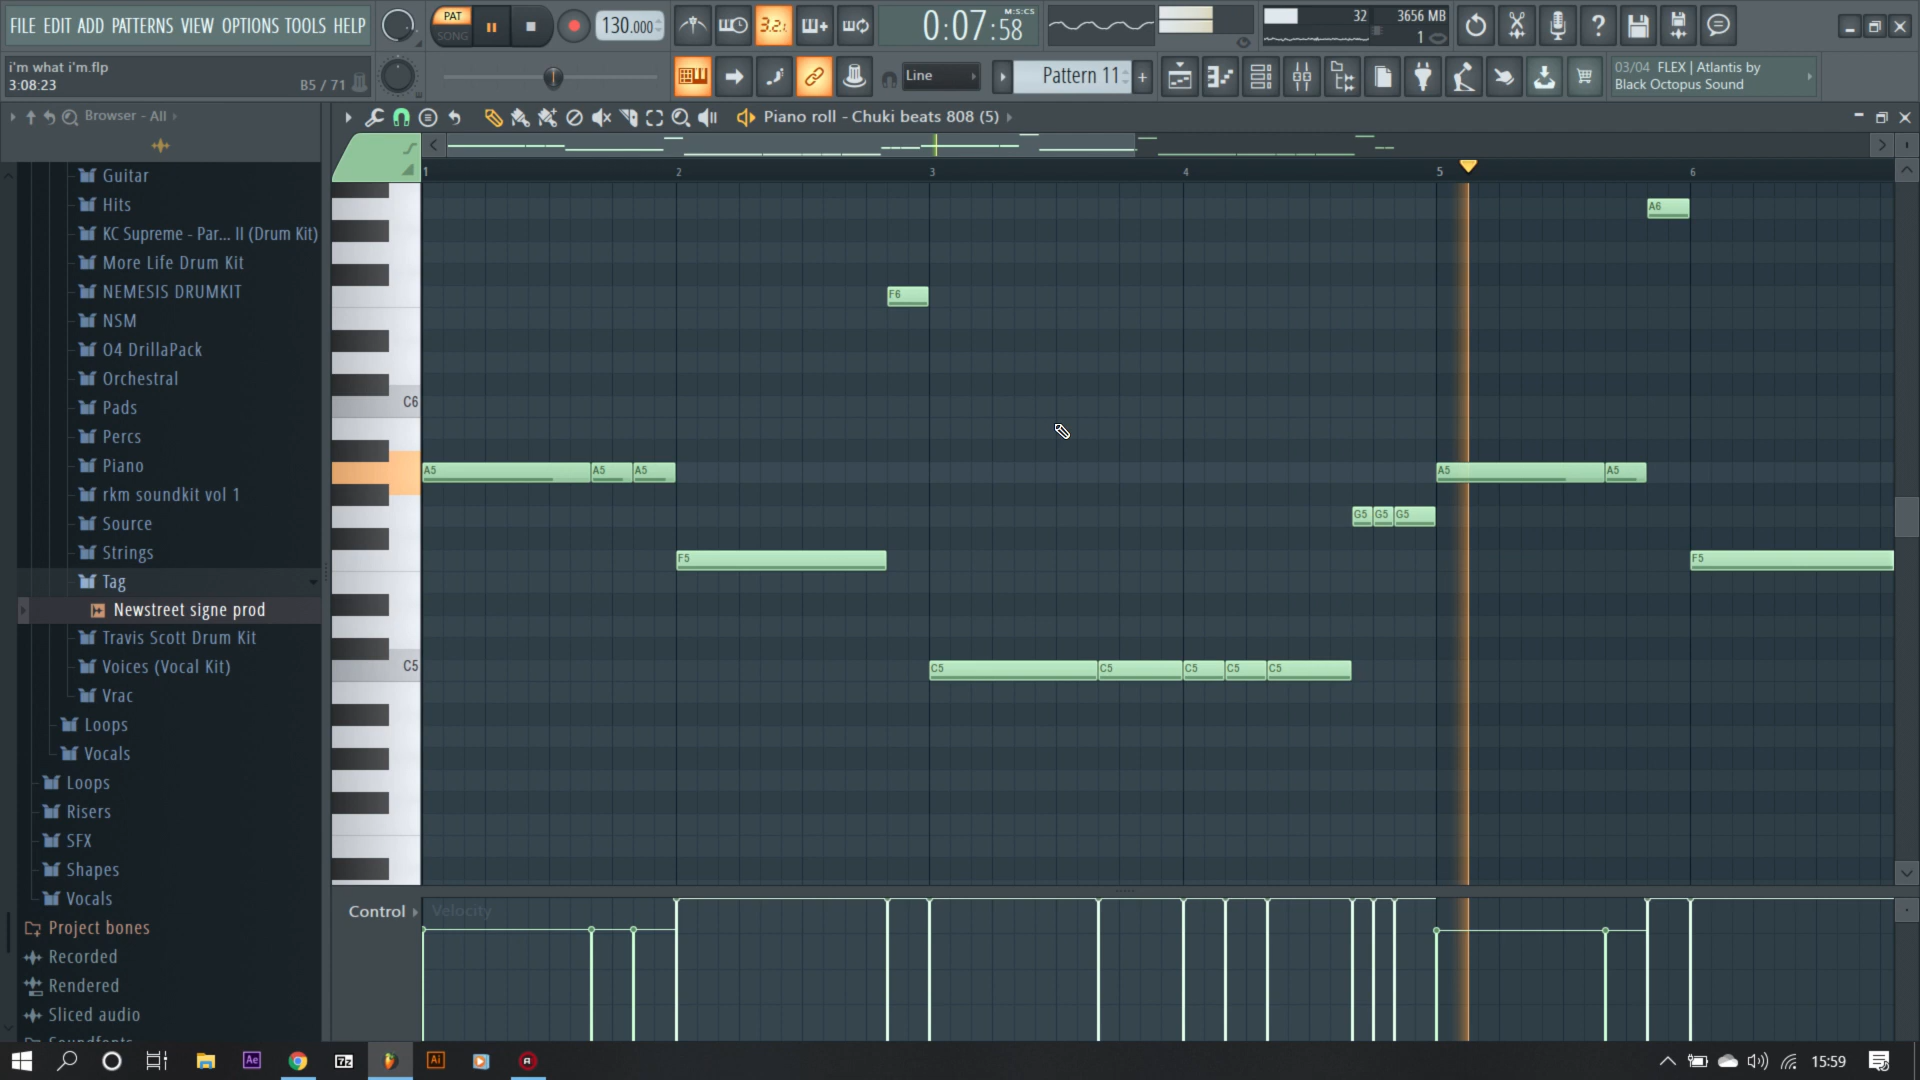 FILE EDIT ADD PATTERNS VIEW OPTIONS TOOLS HELP
PAT
SONG
130.000
3.2.
0:07:58
M:S:CS
32
3656 MB
1
i'm what i'm.flp
3:08:23
B5 / 71
Line
Pattern 11
+
03/04 FLEX | Atlantis by
Black Octopus Sound
Browser - All
Piano roll - Chuki beats 808 (5)
1
2
3
4
5
6
Guitar
Hits
KC Supreme - Par... II (Drum Kit)
More Life Drum Kit
NEMESIS DRUMKIT
NSM
O4 DrillaPack
Orchestral
Pads
Percs
Piano
rkm soundkit vol 1
Source
Strings
Tag
Newstreet signe prod
Travis Scott Drum Kit
Voices (Vocal Kit)
Vrac
Loops
Vocals
Loops
Risers
SFX
Shapes
Vocals
Project bones
Recorded
Rendered
Sliced audio
A6
F6
C6
A5
A5
A5
A5
A5
G5
G5
G5
F5
F5
C5
C5
C5
C5
C5
C5
Control
Velocity
Ae
7z
Ai
15:59